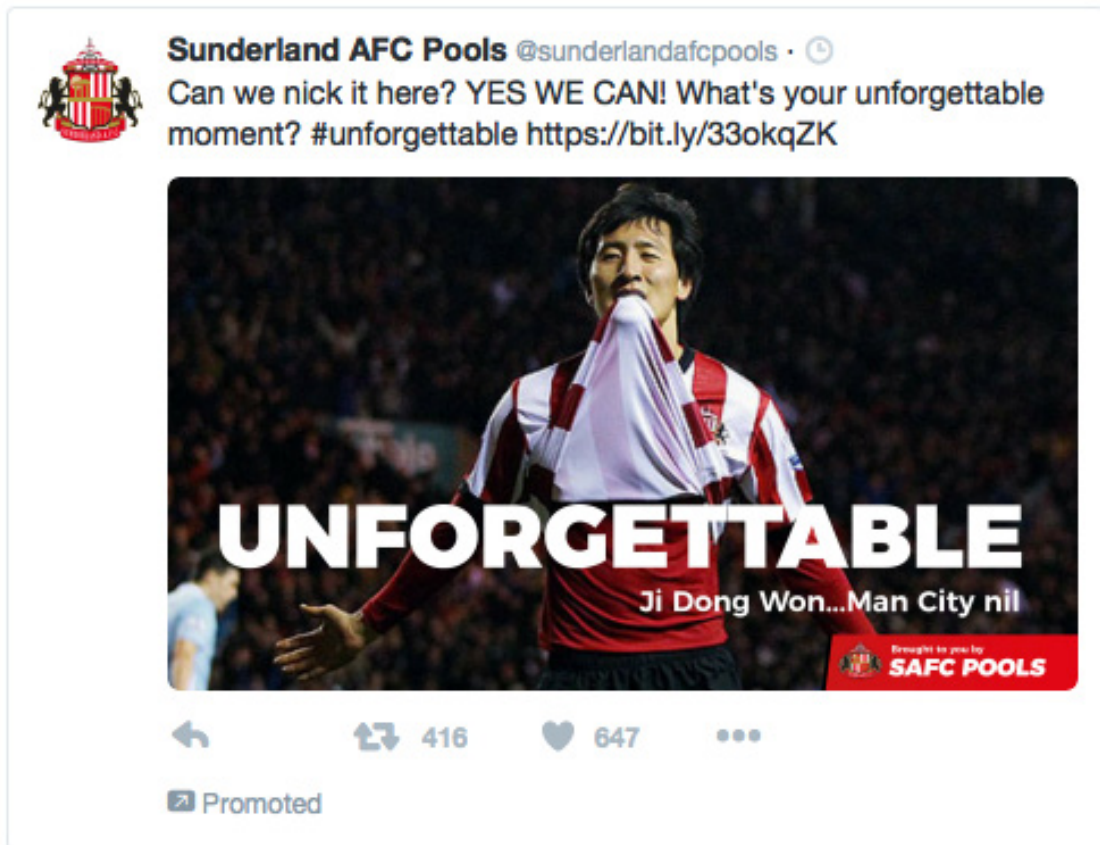 Sunderland AFC Pools @sunderlandafcpools ·
Can we nick it here? YES WE CAN! What's your unforgettable
moment? #unforgettable https://bit.ly/33okqZK
UNFORGETTABLE
Ji Dong Won...Man City nil
Brought to you by
SAFC POOLS
416
647
Promoted